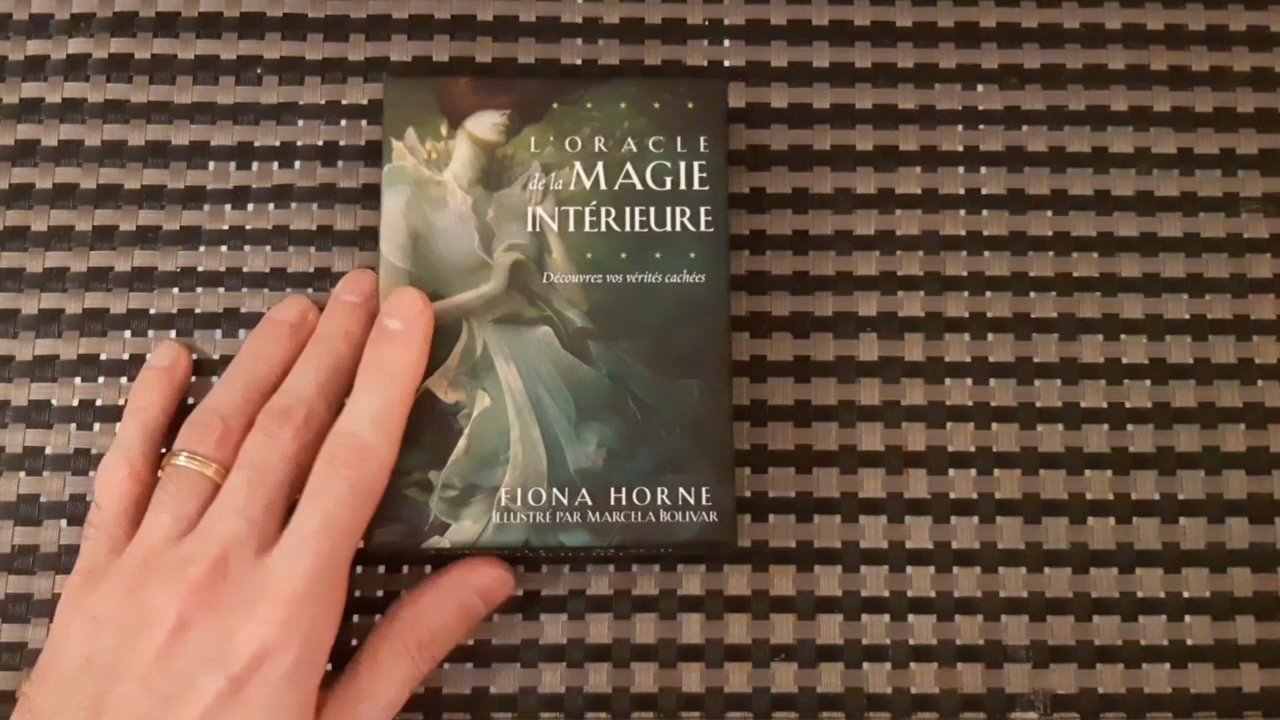 L'ORACLE
de la MAGIE
INTÉRIEURE
Découvrez vos vérités cachées
FIONA HORNE
ILLUSTRÉ PAR MARCELA BOLIVAR